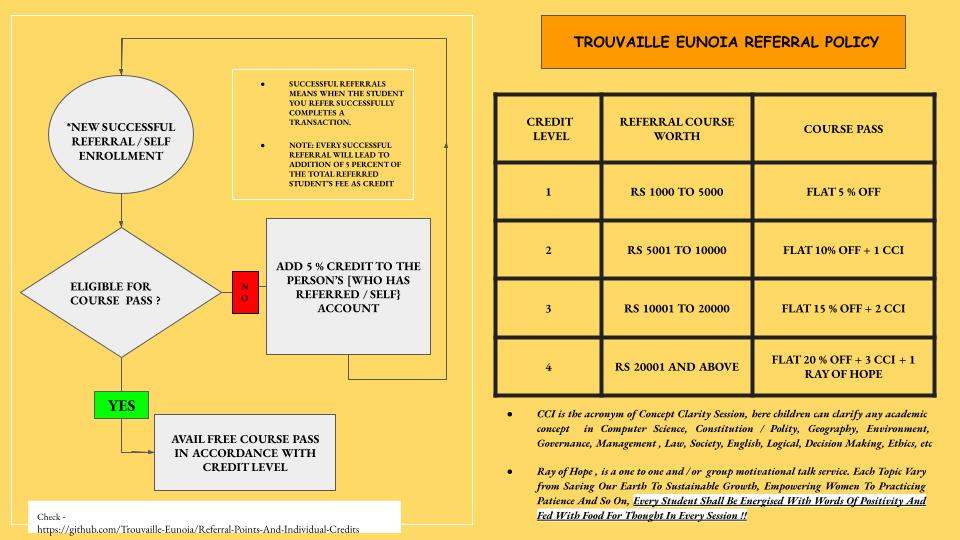 *NEW SUCCESSFUL
REFERRAL / SELF
ENROLLMENT
● SUCCESSFUL REFERRALS
MEANS WHEN THE STUDENT
YOU REFER SUCCESSFULLY
COMPLETES A
TRANSACTION.
● NOTE: EVERY SUCCESSFUL
REFERRAL WILL LEAD TO
ADDITION OF 5 PERCENT OF
THE TOTAL REFERRED
STUDENT'S FEE AS CREDIT
ELIGIBLE FOR
COURSE PASS ?
N
O
ADD 5 % CREDIT TO THE
PERSON'S [WHO HAS
REFERRED / SELF}
ACCOUNT
YES
AVAIL FREE COURSE PASS
IN ACCORDANCE WITH
CREDIT LEVEL
Check -
https://github.com/Trouvaille-Eunoia/Referral-Points-And-Individual-Credits
TROUVAILLE EUNOIA REFERRAL POLICY
CREDIT
LEVEL
REFERRAL COURSE
WORTH
COURSE PASS
1
RS 1000 TO 5000
FLAT 5 % OFF
2
RS 5001 TO 10000
FLAT 10% OFF + 1 CCI
3
RS 10001 TO 20000
FLAT 15 % OFF + 2 CCI
4
RS 20001 AND ABOVE
FLAT 20 % OFF + 3 CCI + 1
RAY OF HOPE
● CCI is the acronym of Concept Clarity Session, here children can clarify any academic
concept in Computer Science, Constitution / Polity, Geography, Environment,
Governance, Management , Law, Society, English, Logical, Decision Making, Ethics, etc
● Ray of Hope , is a one to one and / or group motivational talk service. Each Topic Vary
from Saving Our Earth To Sustainable Growth, Empowering Women To Practicing
Patience And So On, Every Student Shall Be Energised With Words Of Positivity And
Fed With Food For Thought In Every Session !!